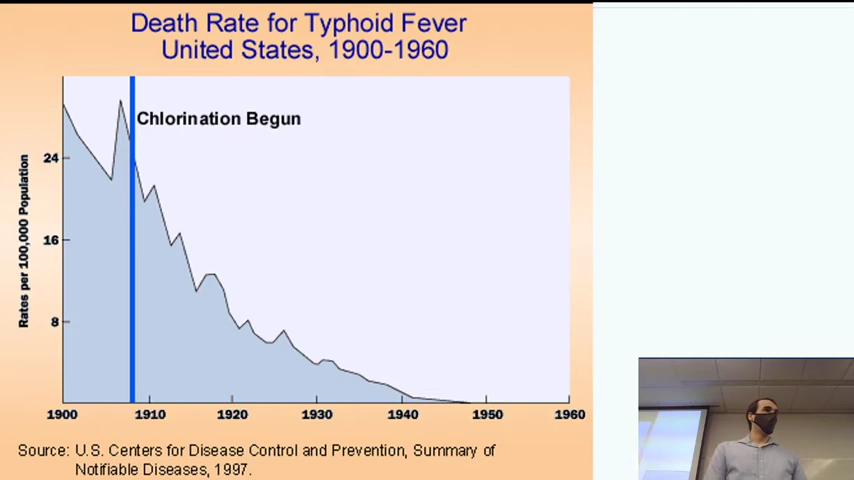 Death Rate for Typhoid Fever
United States, 1900-1960
Chlorination Begun
Rates per 100,000 Population
24
16
8
1900 1910 1920 1930 1940 1950 1960
Source: U.S. Centers for Disease Control and Prevention, Summary of
Notifiable Diseases, 1997.